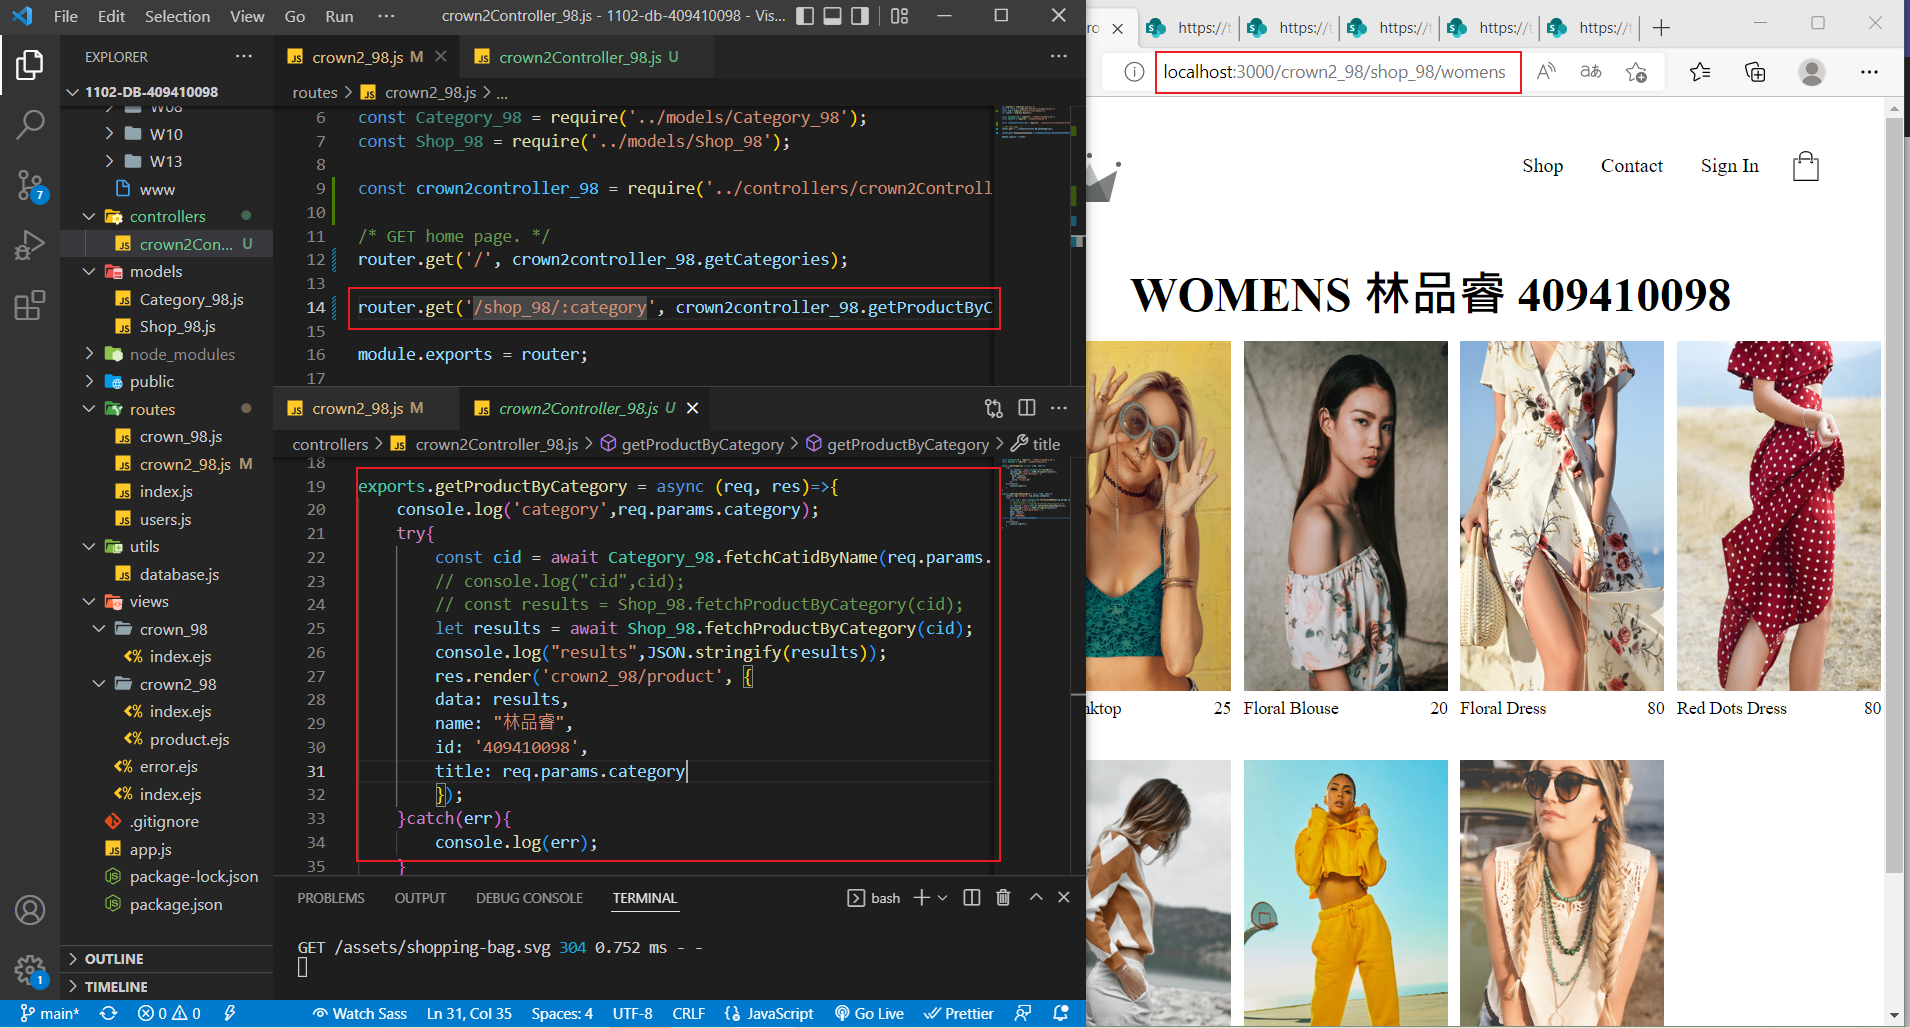 File Edit Selection View Go Run ··· crown2Controller_98.js - 1102-db-409410098 - Vis...
EXPLORER
1102-DB-409410098
W08
W10
W13
www
controllers
crown2Con... U
models
Category_98.js
Shop_98.js
node_modules
public
routes
crown_98.js
crown2_98.js M
index.js
users.js
utils
database.js
views
crown_98
index.ejs
crown2_98
index.ejs
product.ejs
error.ejs
index.ejs
.gitignore
app.js
package-lock.json
package.json
OUTLINE
TIMELINE
7
1
crown2_98.js M crown2Controller_98.js U
routes > crown2_98.js > ...
6 const Category_98 = require('../models/Category_98');
7 const Shop_98 = require('../models/Shop_98');
8
9 const crown2controller_98 = require('../controllers/crown2Controll
10
11 /* GET home page. */
12 router.get('/', crown2controller_98.getCategories);
13
14 router.get('/shop_98/:category', crown2controller_98.getProductByC
15
16 module.exports = router;
17
crown2_98.js M crown2Controller_98.js U
controllers > crown2Controller_98.js > getProductByCategory > getProductByCategory > title
18
19 exports.getProductByCategory = async (req, res)=>{
20 console.log('category',req.params.category);
21 try{
22 const cid = await Category_98.fetchCatidByName(req.params.
23 // console.log("cid",cid);
24 // const results = Shop_98.fetchProductByCategory(cid);
25 let results = await Shop_98.fetchProductByCategory(cid);
26 console.log("results",JSON.stringify(results));
27 res.render('crown2_98/product', {
28 data: results,
29 name: "林品睿",
30 id: '409410098',
31 title: req.params.category
32 });
33 }catch(err){
34 console.log(err);
35 }
PROBLEMS OUTPUT DEBUG CONSOLE TERMINAL bash
GET /assets/shopping-bag.svg 304 0.752 ms - -
main* 0 0 Watch Sass Ln 31, Col 35 Spaces: 4 UTF-8 CRLF JavaScript Go Live Prettier
ro https://t https://t https://t https://t https://t
localhost:3000/crown2_98/shop_98/womens
Shop Contact Sign In
WOMENS 林品睿 409410098
nktop 25 Floral Blouse 20 Floral Dress 80 Red Dots Dress 80